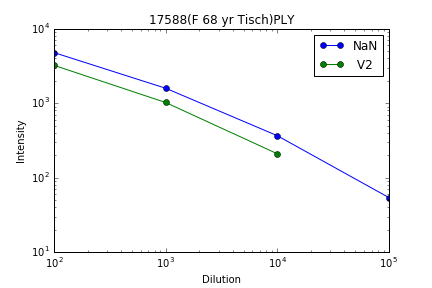 17588(F 68 yr Tisch)PLY
10^4
10^3
10^2
10^1
Intensity
NaN
V2
10^2 10^3 10^4 10^5
Dilution